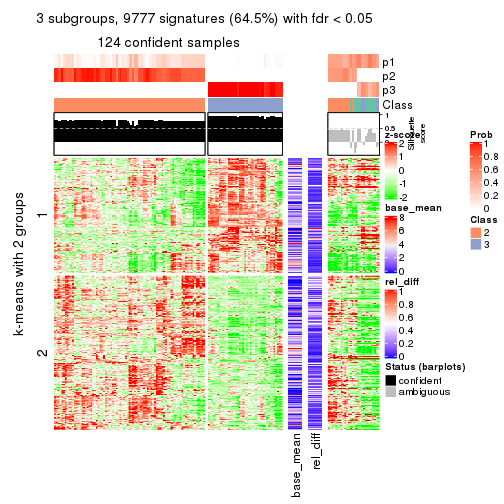 3 subgroups, 9777 signatures (64.5%) with fdr < 0.05
124 confident samples
p1
p2
p3
Class
1
0.5
0
Silhouette
score
k-means with 2 groups
1
2
base_mean
rel_diff
z-score
2
1
0
-1
-2
base_mean
8
6
4
2
0
rel_diff
1
0.8
0.6
0.4
0.2
0
Status (barplots)
confident
ambiguous
Prob
1
0.8
0.6
0.4
0.2
0
Class
2
3